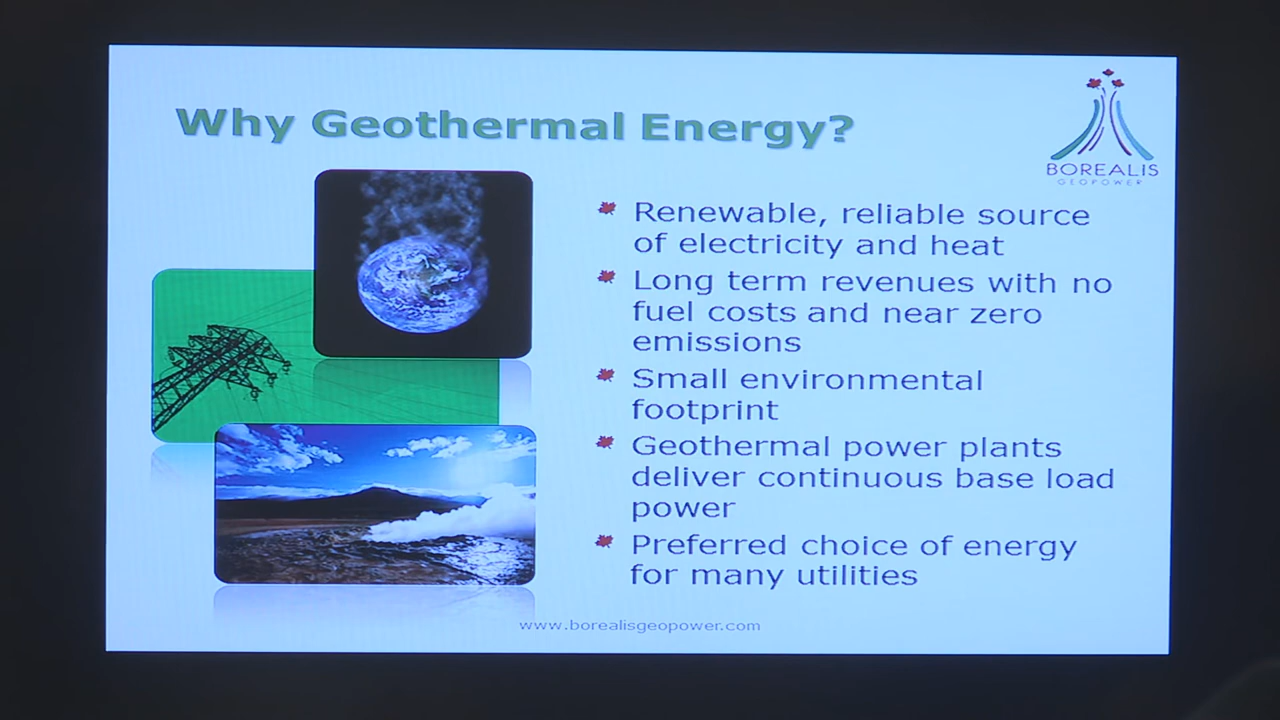 Why Geothermal Energy?
BOREALIS
GEOPOWER
Renewable, reliable source
of electricity and heat
Long term revenues with no
fuel costs and near zero
emissions
Small environmental
footprint
Geothermal power plants
deliver continuous base load
power
Preferred choice of energy
for many utilities
www.borealisgeopower.com